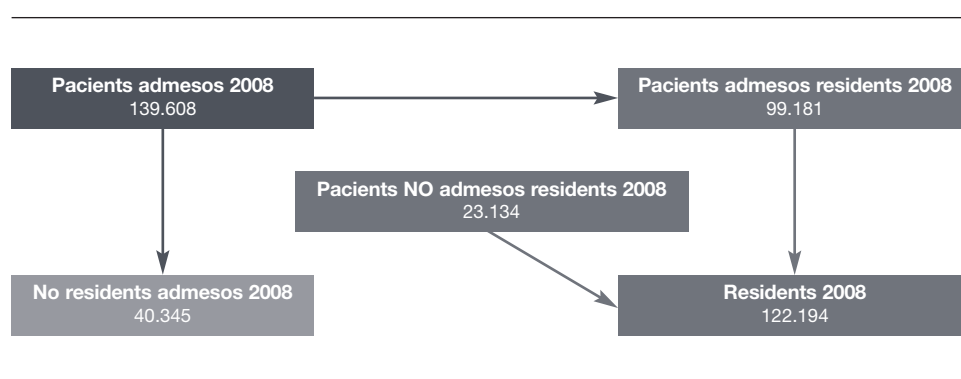 Pacients admesos 2008
139.608
Pacients admesos residents 2008
99.181
Pacients NO admesos residents 2008
23.134
No residents admesos 2008
40.345
Residents 2008
122.194